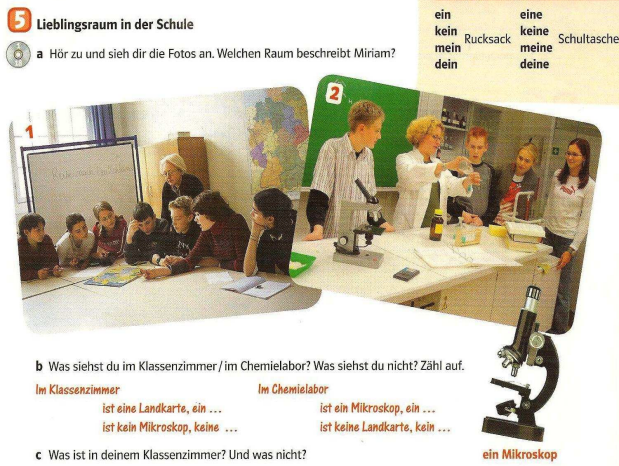 5 Lieblingsraum in der Schule
a Hör zu und sieh dir die Fotos an. Welchen Raum beschreibt Miriam?
ein
kein
mein
dein
Rucksack
eine
keine
meine
deine
Schultasche
1
2
b Was siehst du im Klassenzimmer / im Chemielabor? Was siehst du nicht? Zähl auf.
Im Klassenzimmer
ist eine Landkarte, ein ...
ist kein Mikroskop, keine ...
Im Chemielabor
ist ein Mikroskop, ein ...
ist keine Landkarte, kein ...
ein Mikroskop
c Was ist in deinem Klassenzimmer? Und was nicht?